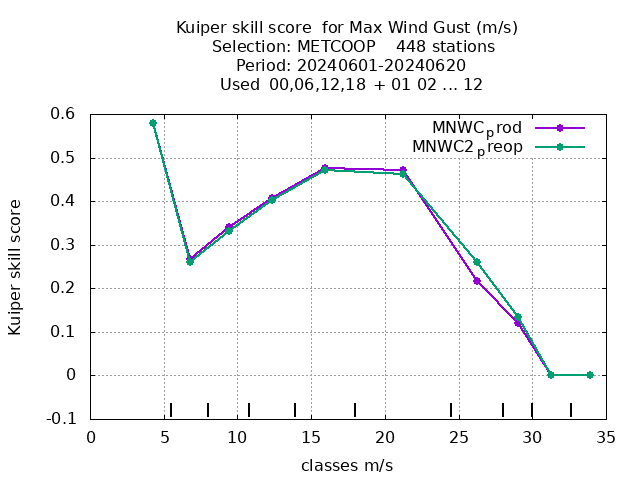 Kuiper skill score  for Max Wind Gust (m/s)
Selection: METCOOP    448 stations
Period: 20240601-20240620
Used  00,06,12,18  + 01 02 ... 12
MNWCprod
MNWC2preop
Kuiper skill score
0.6
0.5
0.4
0.3
0.2
0.1
0
-0.1
0 5 10 15 20 25 30 35
classes m/s